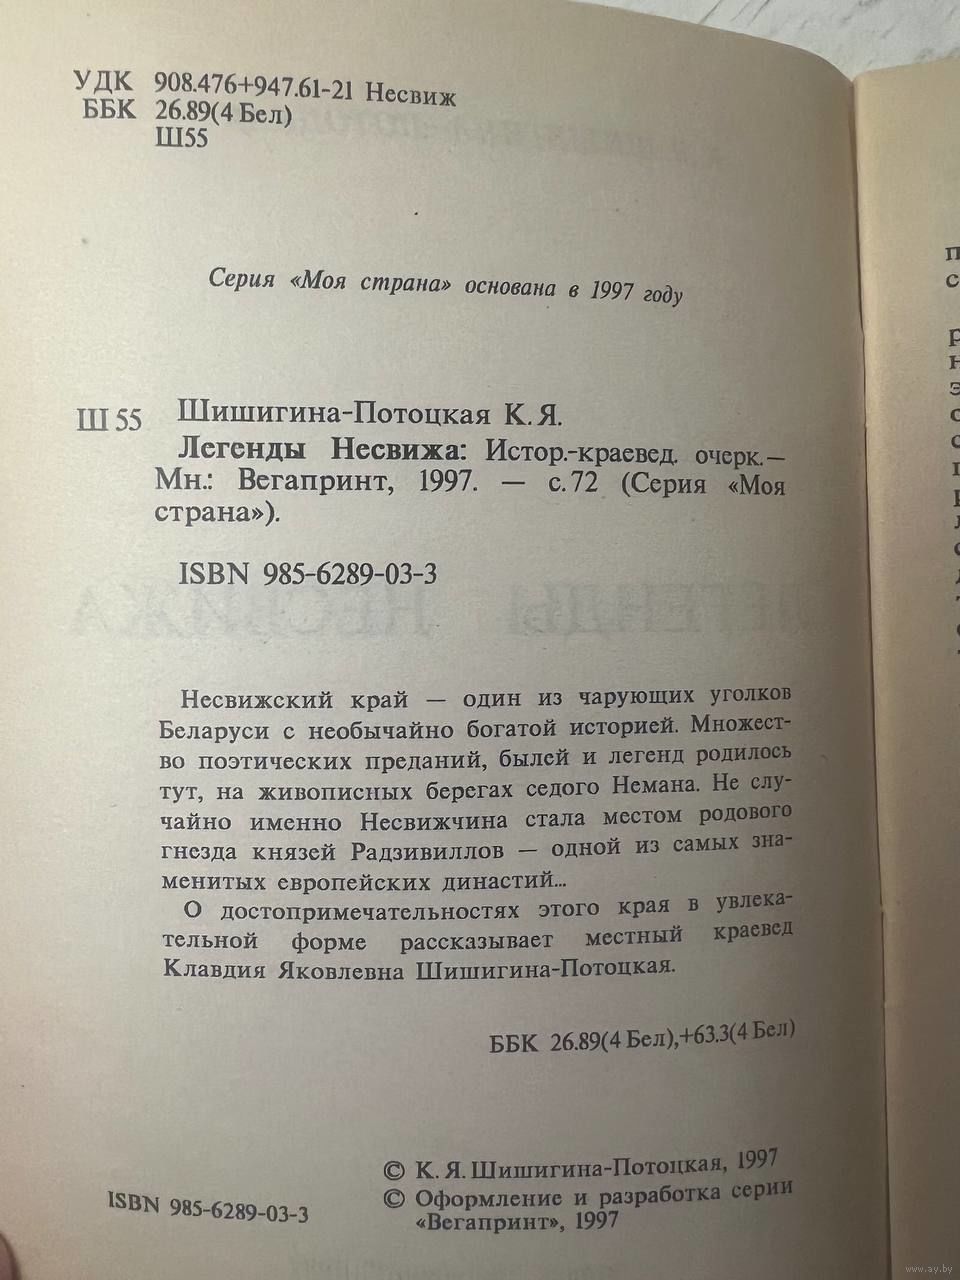 УДК 908.476+947.61-21 Несвиж
ББК 26.89(4 Бел)
Ш55
Серия «Моя страна» основана в 1997 году
Ш 55 Шишигина-Потоцкая К. Я.
Легенды Несвижа: Истор.-краевед. очерк.—
Мн.: Вегапринт, 1997. — с. 72 (Серия «Моя
страна»).
ISBN 985-6289-03-3
Несвижский край — один из чарующих уголков
Беларуси с необычайно богатой историей. Множест-
во поэтических преданий, былей и легенд родилось
тут, на живописных берегах седого Немана. Не слу-
чайно именно Несвижчина стала местом родового
гнезда князей Радзивиллов — одной из самых зна-
менитых европейских династий...
О достопримечательностях этого края в увлека-
тельной форме рассказывает местный краевед
Клавдия Яковлевна Шишигина-Потоцкая.
ББК 26.89(4 Бел),+63.3(4 Бел)
© К. Я. Шишигина-Потоцкая, 1997
ISBN 985-6289-03-3
© Оформление и разработка серии
«Вегапринт», 1997
www.ay.by